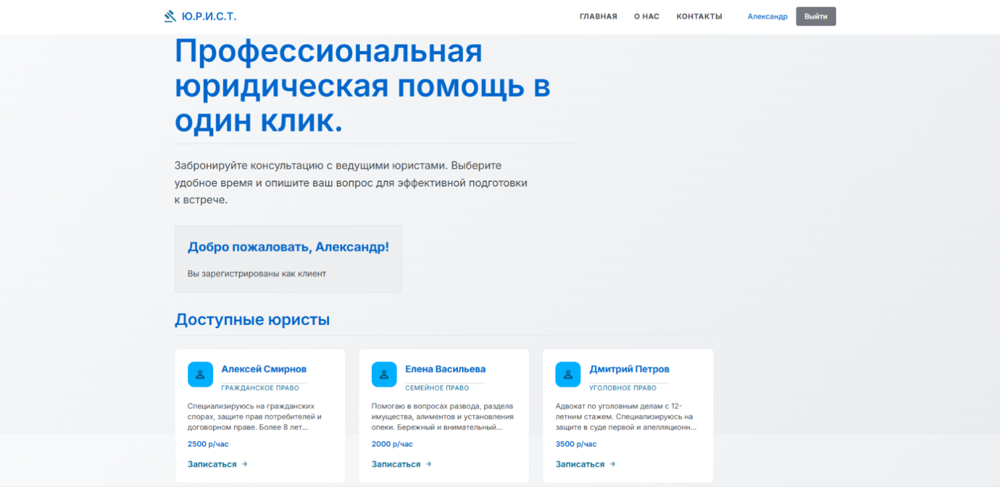 Ю.Р.И.С.Т.
ГЛАВНАЯ О НАС КОНТАКТЫ Александр Выйти
Профессиональная
юридическая помощь в
один клик.
Забронируйте консультацию с ведущими юристами. Выберите
удобное время и опишите ваш вопрос для эффективной подготовки
к встрече.
Добро пожаловать, Александр!
Вы зарегистрированы как клиент
Доступные юристы
Алексей Смирнов
ГРАЖДАНСКОЕ ПРАВО
Специализируюсь на гражданских
спорах, защите прав потребителей и
договорном праве. Более 8 лет...
2500 р/час
Записаться →
Елена Васильева
СЕМЕЙНОЕ ПРАВО
Помогаю в вопросах развода, раздела
имущества, алиментов и установления
опеки. Бережный и внимательный...
2000 р/час
Записаться →
Дмитрий Петров
УГОЛОВНОЕ ПРАВО
Адвокат по уголовным делам с 12-
летним стажем. Специализируюсь на
защите в суде первой и апелляционн...
3500 р/час
Записаться →